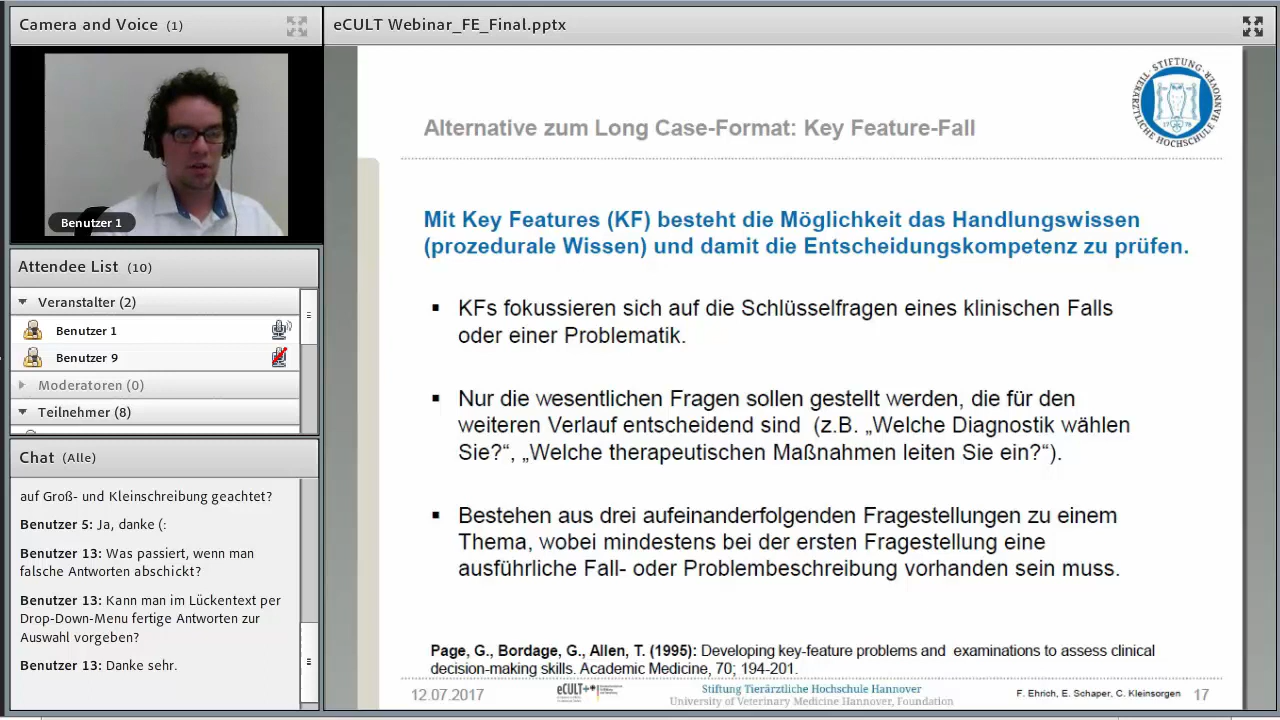 Camera and Voice (1)
Benutzer 1
Attendee List (10)
Veranstalter (2)
Benutzer 1
Benutzer 9
Moderatoren (0)
Teilnehmer (8)
Chat (Alle)
auf Groß- und Kleinschreibung geachtet?
Benutzer 5: Ja, danke (:
Benutzer 13: Was passiert, wenn man
falsche Antworten abschickt?
Benutzer 13: Kann man im Lückentext per
Drop-Down-Menu fertige Antworten zur
Auswahl vorgeben?
Benutzer 13: Danke sehr.
eCULT Webinar_FE_Final.pptx
STIFTUNG · TIERÄRZTLICHE HOCHSCHULE HANNOVER
1778
Alternative zum Long Case-Format: Key Feature-Fall
Mit Key Features (KF) besteht die Möglichkeit das Handlungswissen
(prozedurale Wissen) und damit die Entscheidungskompetenz zu prüfen.
▪ KFs fokussieren sich auf die Schlüsselfragen eines klinischen Falls
oder einer Problematik.
▪ Nur die wesentlichen Fragen sollen gestellt werden, die für den
weiteren Verlauf entscheidend sind (z.B. „Welche Diagnostik wählen
Sie?“, „Welche therapeutischen Maßnahmen leiten Sie ein?“).
▪ Bestehen aus drei aufeinanderfolgenden Fragestellungen zu einem
Thema, wobei mindestens bei der ersten Fragestellung eine
ausführliche Fall- oder Problembeschreibung vorhanden sein muss.
Page, G., Bordage, G., Allen, T. (1995): Developing key-feature problems and examinations to assess clinical
decision-making skills. Academic Medicine, 70; 194-201.
12.07.2017
eCULT+
Stiftung Tierärztliche Hochschule Hannover
University of Veterinary Medicine Hannover, Foundation
F. Ehrich, E. Schaper, C. Kleinsorgen 17